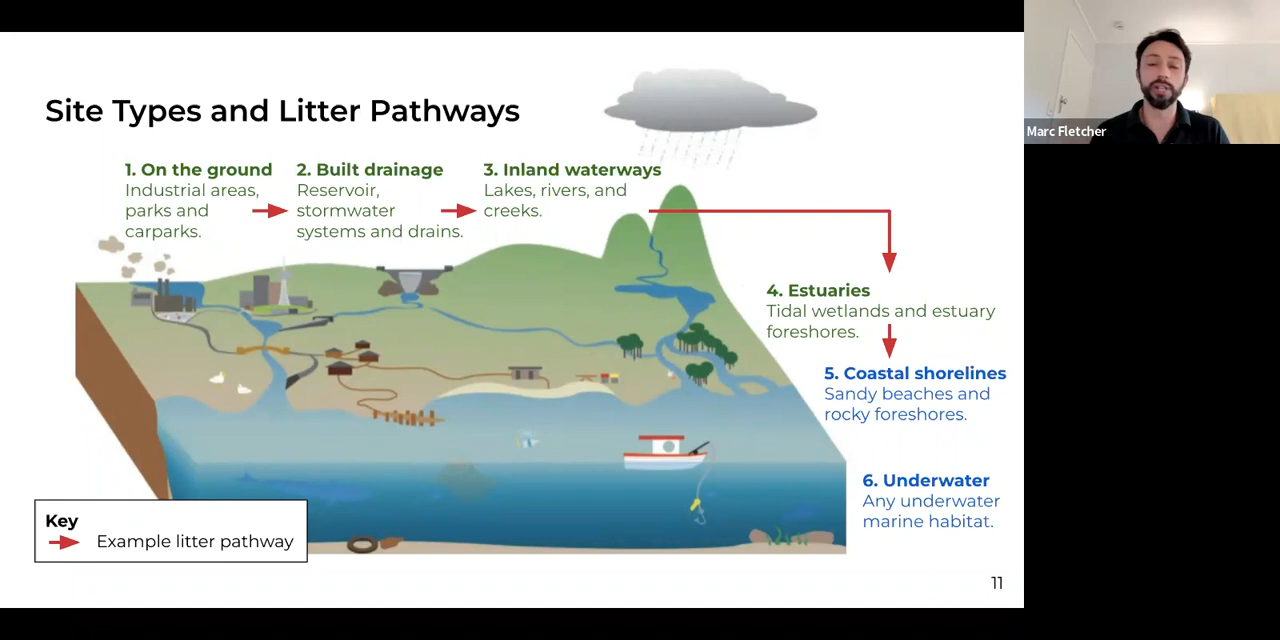 Site Types and Litter Pathways
1. On the ground
Industrial areas,
parks and
carparks.
2. Built drainage
Reservoir,
stormwater
systems and drains.
3. Inland waterways
Lakes, rivers, and
creeks.
4. Estuaries
Tidal wetlands and estuary
foreshores.
5. Coastal shorelines
Sandy beaches and
rocky foreshores.
6. Underwater
Any underwater
marine habitat.
Key
Example litter pathway
11
Marc Fletcher